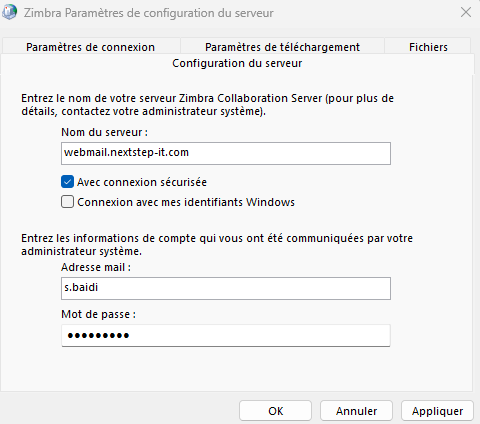 Zimbra Paramètres de configuration du serveur
Paramètres de connexion
Paramètres de téléchargement
Fichiers
Configuration du serveur
Entrez le nom de votre serveur Zimbra Collaboration Server (pour plus de
détails, contactez votre administrateur système).
Nom du serveur :
webmail.nextstep-it.com
Avec connexion sécurisée
Connexion avec mes identifiants Windows
Entrez les informations de compte qui vous ont été communiquées par votre
administrateur système.
Adresse mail :
s.baidi
Mot de passe :
●●●●●●●●●
OK
Annuler
Appliquer